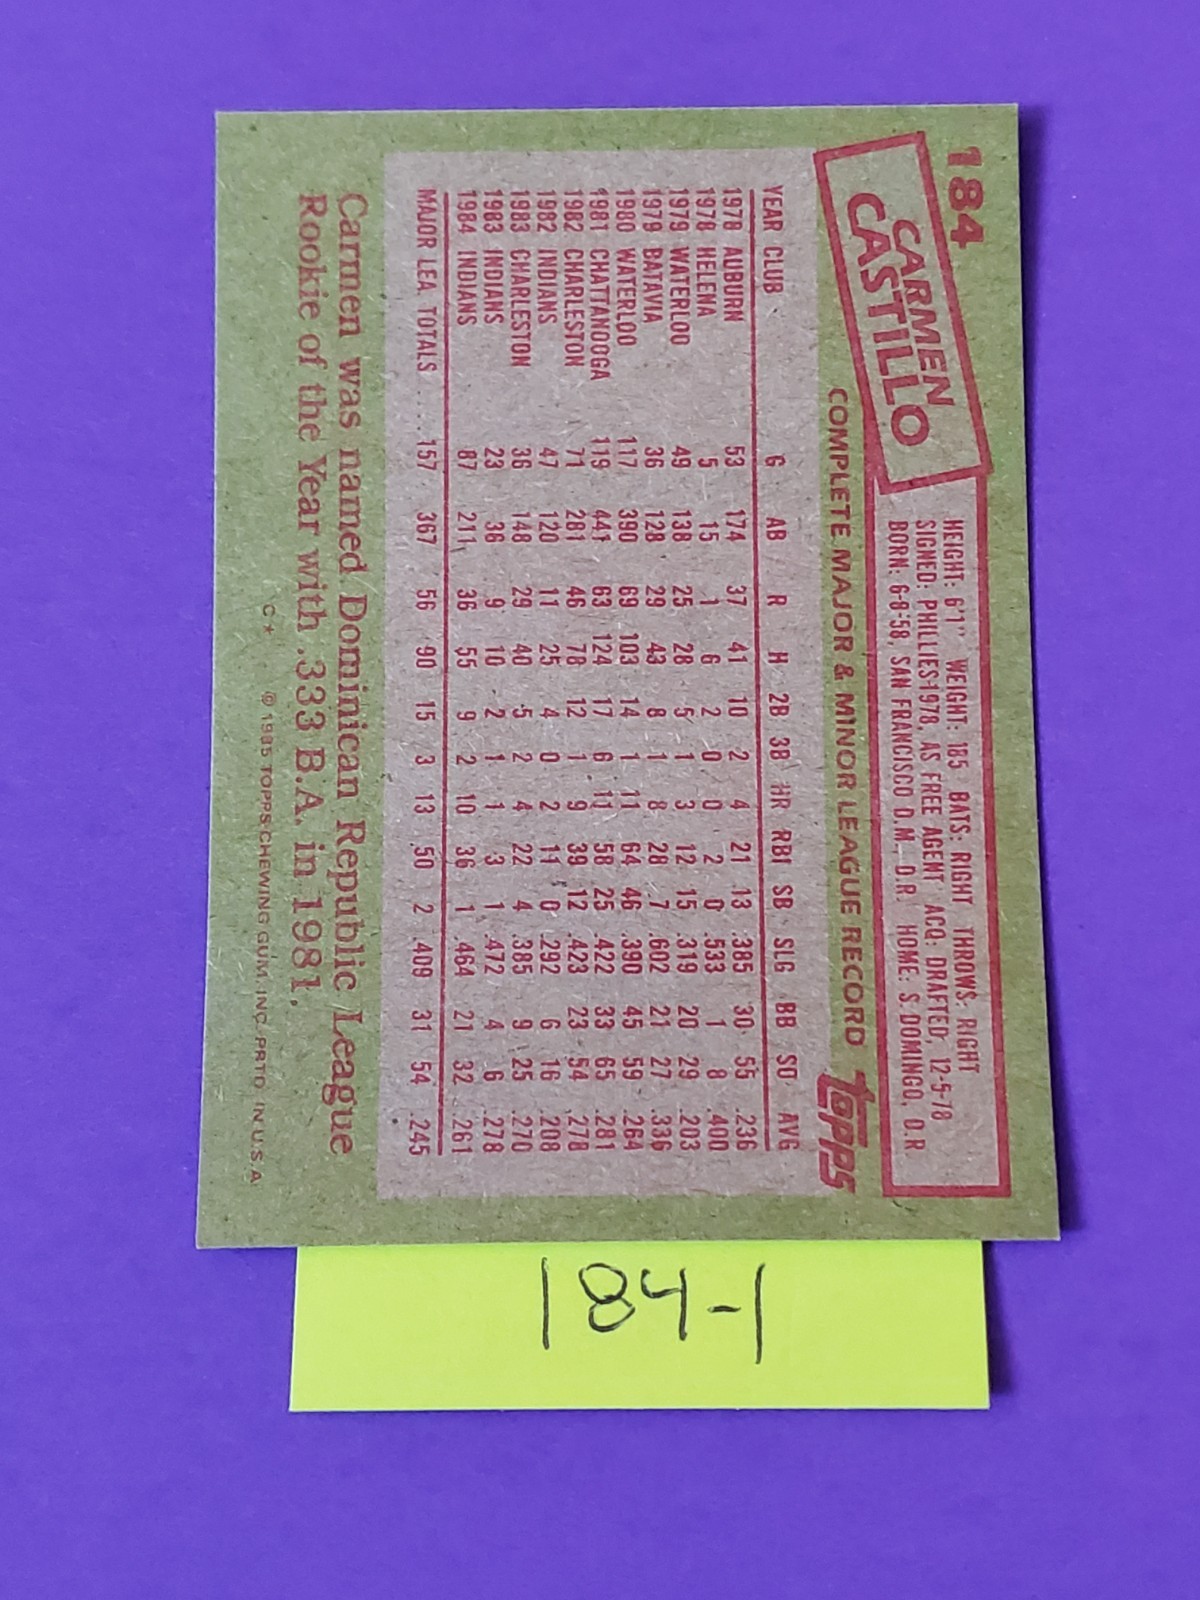 184
CARMEN
CASTILLO
HEIGHT: 6'1" WEIGHT: 185 BATS: RIGHT THROWS: RIGHT
SIGNED: PHILLIES-1978, AS FREE AGENT ACQ: DRAFTED, 12-5-78
BORN: 6-8-58, SAN FRANCISCO D.M., D.R. HOME: S. DOMINGO, D.R
COMPLETE MAJOR & MINOR LEAGUE RECORD topps
YEAR CLUB G AB R H 2B 3B HR RBI SB SLG BB SO AVG
1978 AUBURN 53 174 37 41 10 2 4 21 13 .385 30 55 .236
1978 HELENA 5 15 1 6 2 0 0 2 0 .533 1 8 .400
1979 WATERLOO 49 138 25 28 5 1 3 12 15 .319 20 29 .203
1979 BATAVIA 36 128 29 43 8 1 8 28 7 .602 21 27 .336
1980 WATERLOO 117 390 69 103 14 1 11 64 46 .390 45 59 .264
1981 CHATTANOOGA 119 441 63 124 17 6 11 58 25 .422 33 65 .281
1982 CHARLESTON 71 281 46 78 12 1 9 39 12 .423 23 54 .278
1982 INDIANS 47 120 11 25 4 0 2 11 0 .292 6 16 .208
1983 CHARLESTON 36 148 29 40 5 2 4 22 4 .385 9 25 .270
1983 INDIANS 23 36 9 10 2 1 1 3 1 .472 4 6 .278
1984 INDIANS 87 211 36 55 9 2 10 36 1 .464 21 32 .261
MAJOR LEA TOTALS .... 157 367 56 90 15 3 13 50 2 .409 31 54 .245
Carmen was named Dominican Republic League
Rookie of the Year with .333 B.A. in 1981.
C* © 1985 TOPPS CHEWING GUM, INC. PRTD. IN U.S.A.
184-1